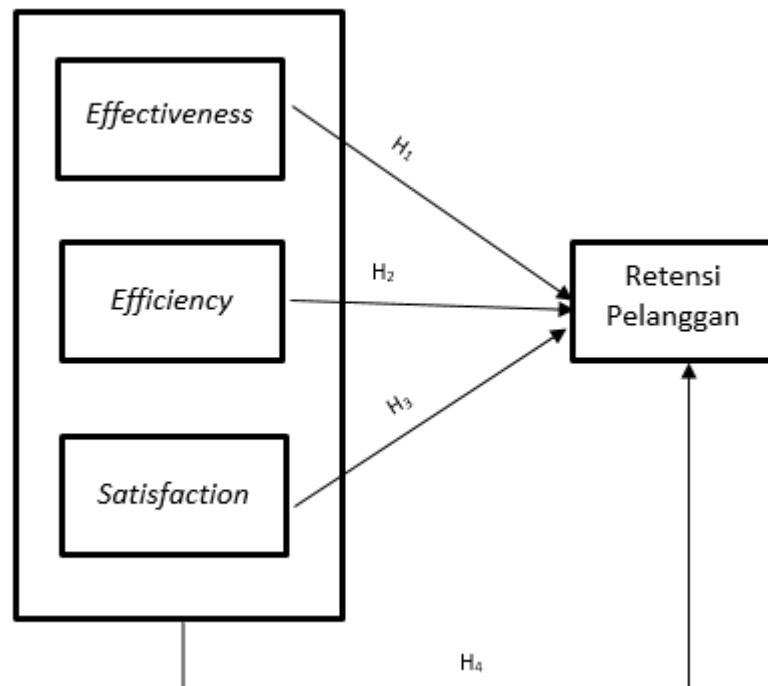 Effectiveness
H₁
Efficiency
H₂
Retensi
Pelanggan
H₃
Satisfaction
H₄